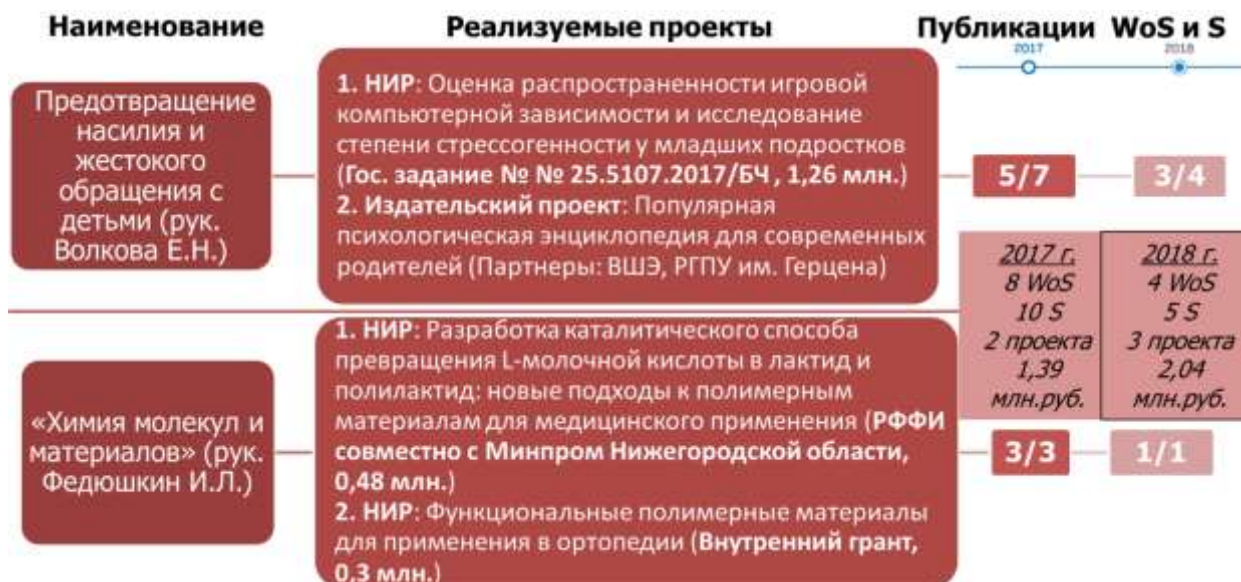 Наименование
Реализуемые проекты
Публикации WoS и S
2017
2018
Предотвращение
насилия и
жестокого
обращения с
детьми (рук.
Волкова Е.Н.)
1. НИР: Оценка распространенности игровой
компьютерной зависимости и исследование
степени стрессогенности у младших подростков
(Гос. задание № № 25.5107.2017/БЧ , 1,26 млн.)
2. Издательский проект: Популярная
психологическая энциклопедия для современных
родителей (Партнеры: ВШЭ, РГПУ им. Герцена)
5/7
3/4
2017 г.
8 WoS
10 S
2 проекта
1,39
млн.руб.
2018 г.
4 WoS
5 S
3 проекта
2,04
млн.руб.
«Химия молекул и
материалов» (рук.
Федюшкин И.Л.)
1. НИР: Разработка каталитического способа
превращения L-молочной кислоты в лактид и
полилактид: новые подходы к полимерным
материалам для медицинского применения (РФФИ
совместно с Минпром Нижегородской области,
0,48 млн.)
2. НИР: Функциональные полимерные материалы
для применения в ортопедии (Внутренний грант,
0,3 млн.)
3/3
1/1